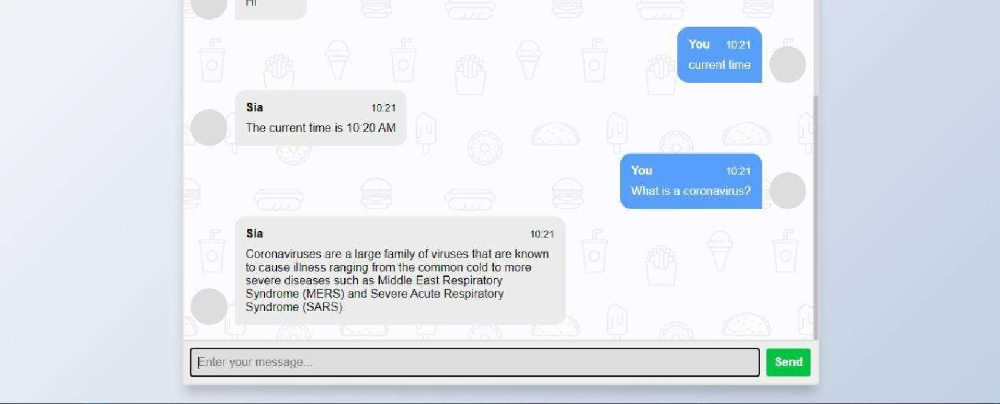 Hi
You 10:21
current time
Sia 10:21
The current time is 10:20 AM
You 10:21
What is a coronavirus?
Sia 10:21
Coronaviruses are a large family of viruses that are known
to cause illness ranging from the common cold to more
severe diseases such as Middle East Respiratory
Syndrome (MERS) and Severe Acute Respiratory
Syndrome (SARS).
Enter your message...
Send